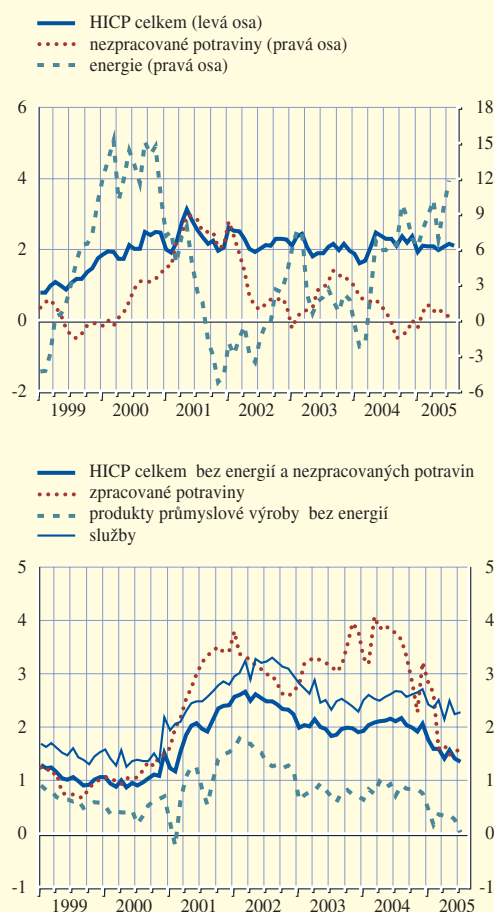 HICP celkem (levá osa)
nezpracované potraviny (pravá osa)
energie (pravá osa)
6 18
15
4 12
9
2 6
3
0 0
-3
-2 -6
1999 2000 2001 2002 2003 2004 2005
HICP celkem bez energií a nezpracovaných potravin
zpracované potraviny
produkty průmyslové výroby bez energií
služby
5 5
4 4
3 3
2 2
1 1
0 0
-1 -1
1999 2000 2001 2002 2003 2004 2005